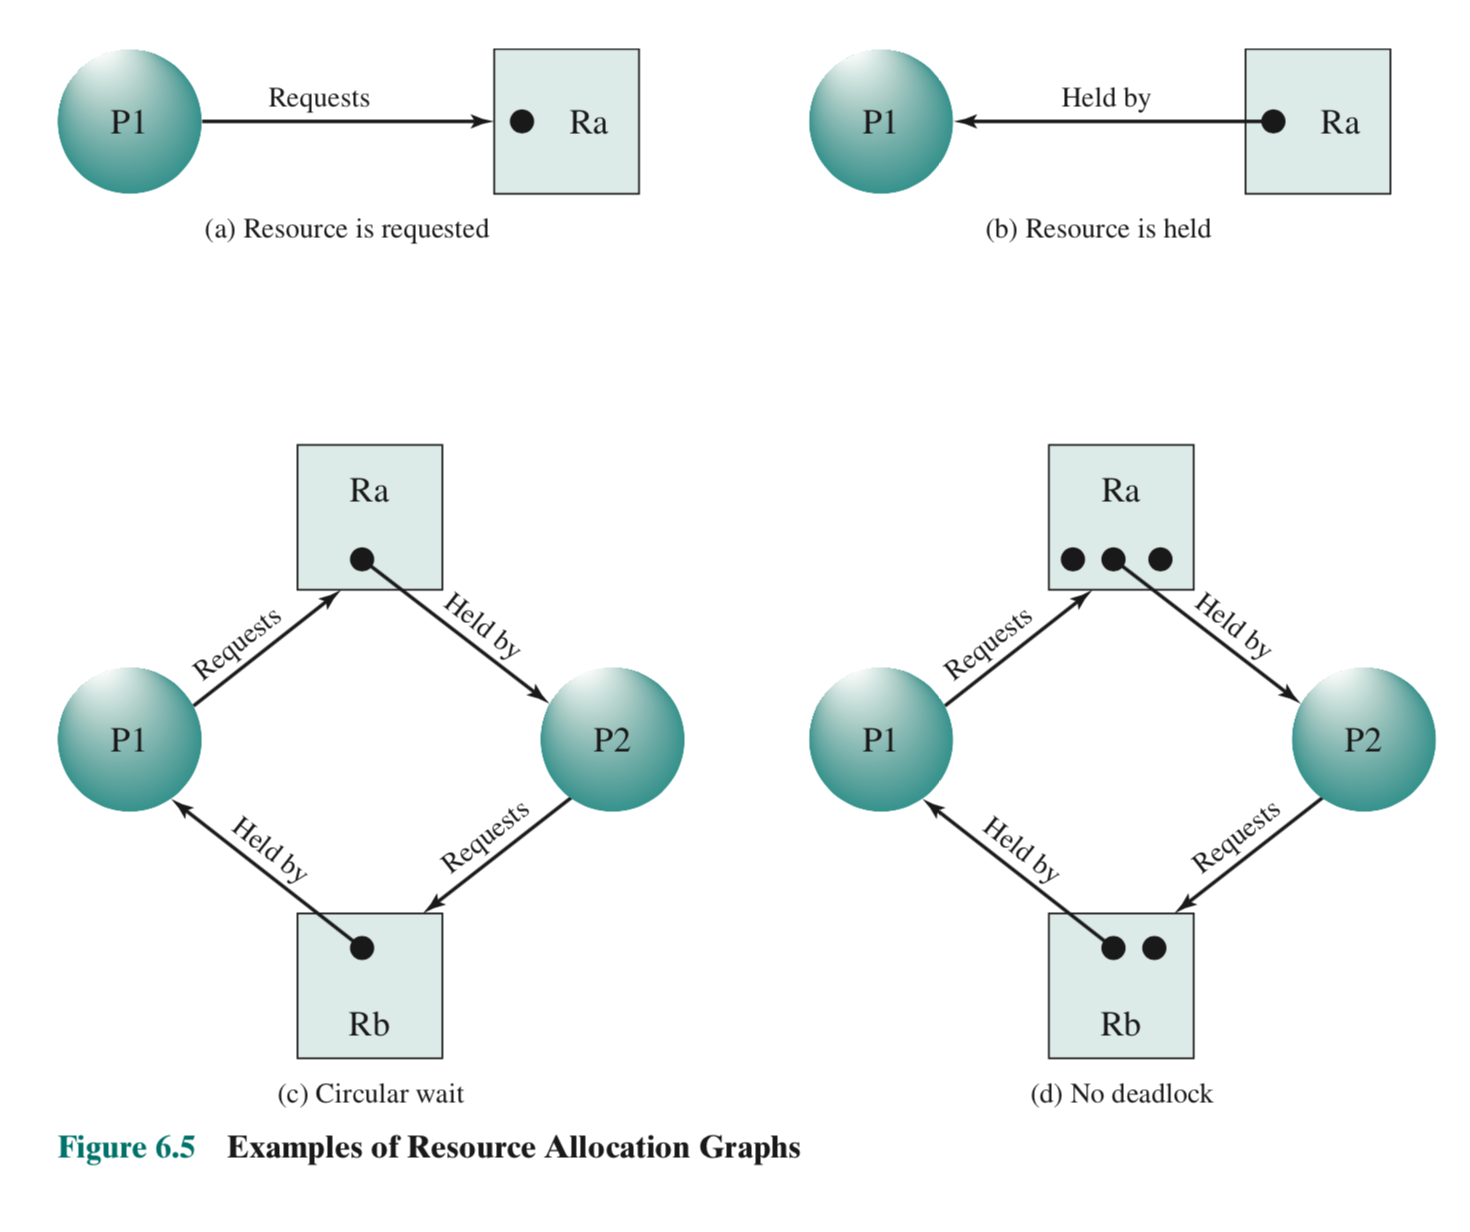 P1
Requests
Ra
(a) Resource is requested
P1
Held by
Ra
(b) Resource is held
Ra
Requests
Held by
P1
P2
Held by
Requests
Rb
(c) Circular wait
Ra
Requests
Held by
P1
P2
Held by
Requests
Rb
(d) No deadlock
Figure 6.5 Examples of Resource Allocation Graphs